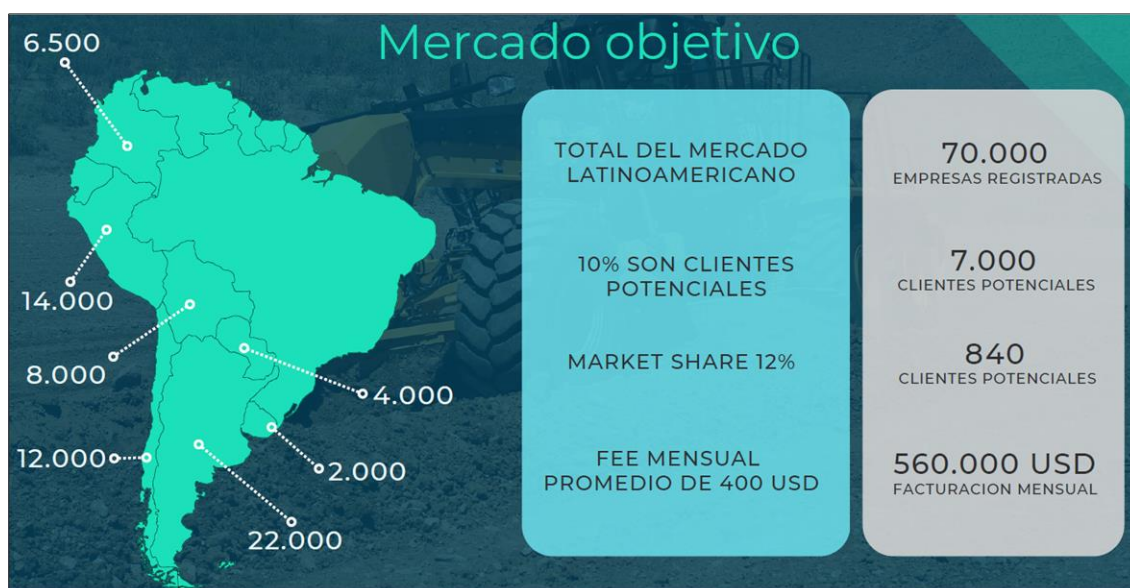 Mercado objetivo
6.500
14.000
8.000
12.000
4.000
2.000
22.000
TOTAL DEL MERCADO
LATINOAMERICANO
70.000
EMPRESAS REGISTRADAS
10% SON CLIENTES
POTENCIALES
7.000
CLIENTES POTENCIALES
MARKET SHARE 12%
840
CLIENTES POTENCIALES
FEE MENSUAL
PROMEDIO DE 400 USD
560.000 USD
FACTURACION MENSUAL